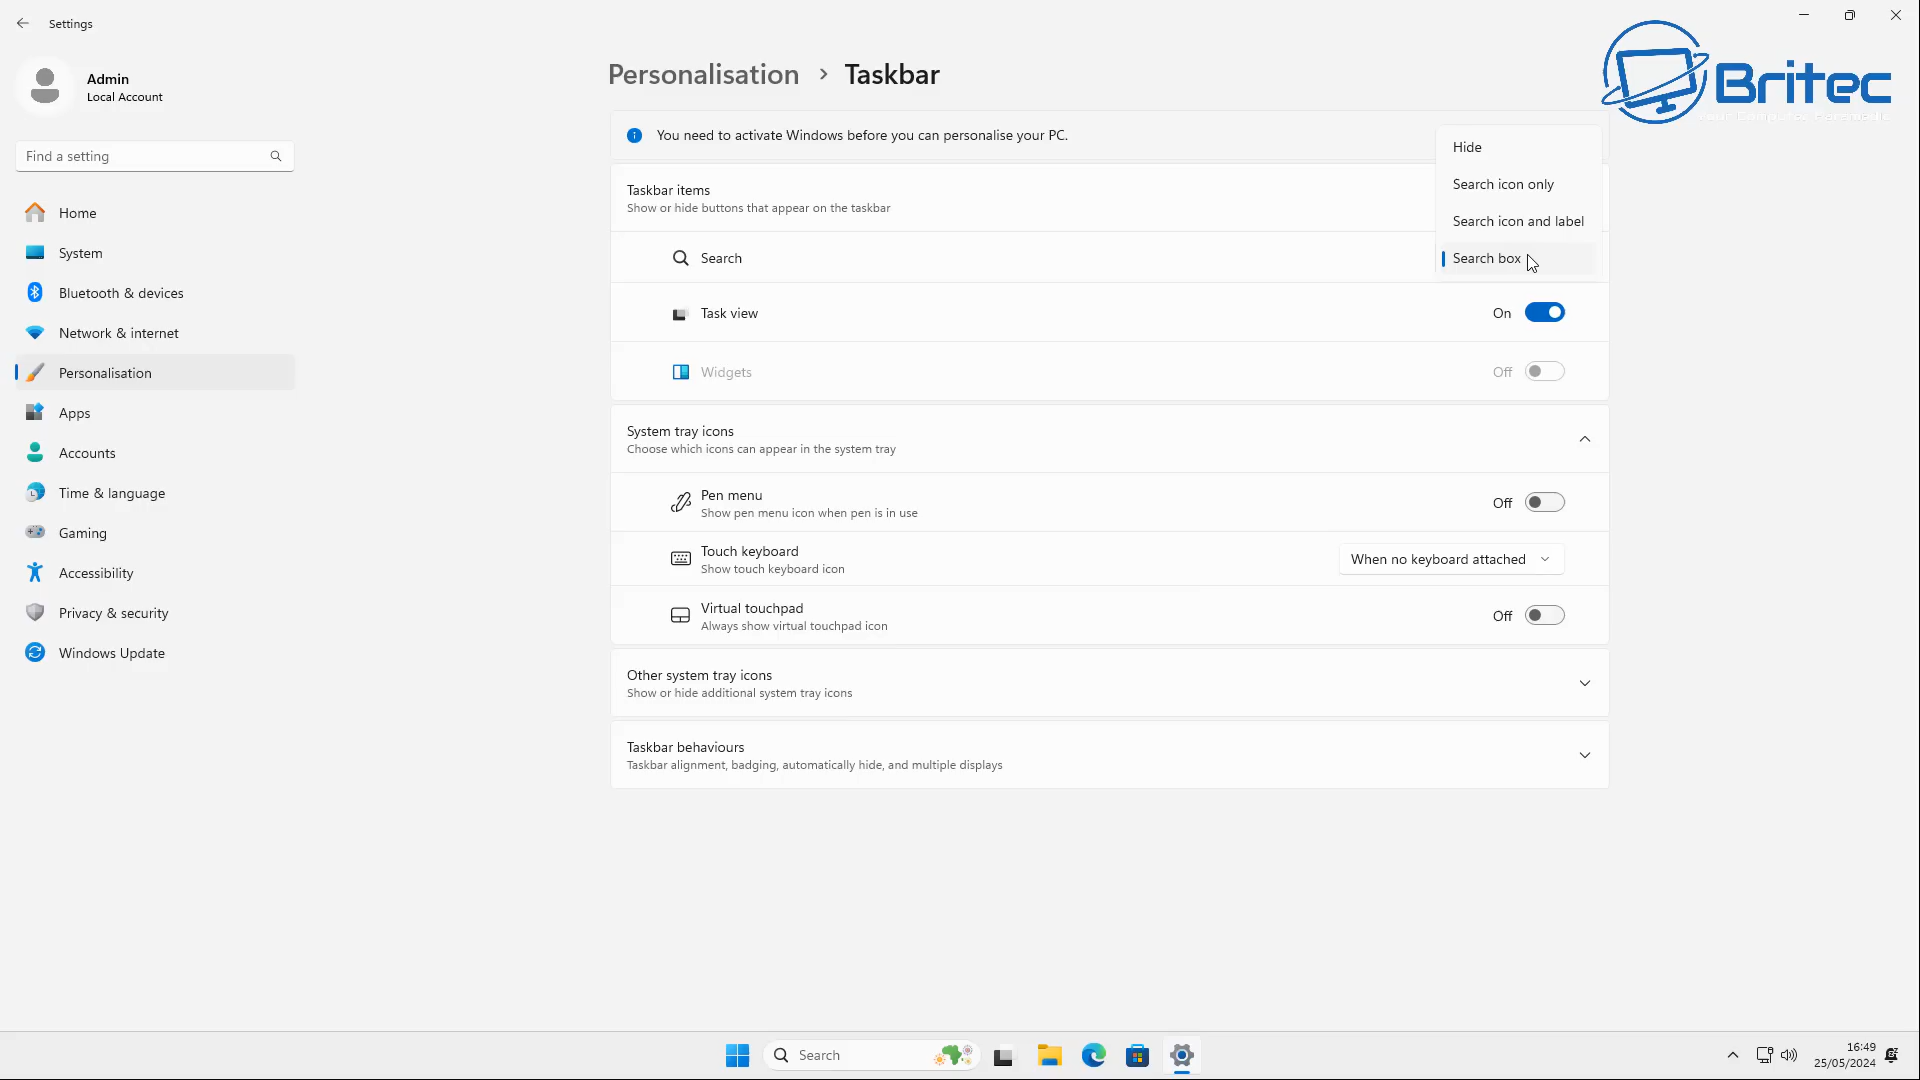 Settings
Admin
Local Account
Find a setting
Home
System
Bluetooth & devices
Network & internet
Personalisation
Apps
Accounts
Time & language
Gaming
Accessibility
Privacy & security
Windows Update
Personalisation > Taskbar
You need to activate Windows before you can personalise your PC.
Taskbar items
Show or hide buttons that appear on the taskbar
Search
Hide
Search icon only
Search icon and label
Search box
Task view
On
Widgets
Off
System tray icons
Choose which icons can appear in the system tray
Pen menu
Show pen menu icon when pen is in use
Off
Touch keyboard
Show touch keyboard icon
When no keyboard attached
Virtual touchpad
Always show virtual touchpad icon
Off
Other system tray icons
Show or hide additional system tray icons
Taskbar behaviours
Taskbar alignment, badging, automatically hide, and multiple displays
Britec
Search
16:49
25/05/2024